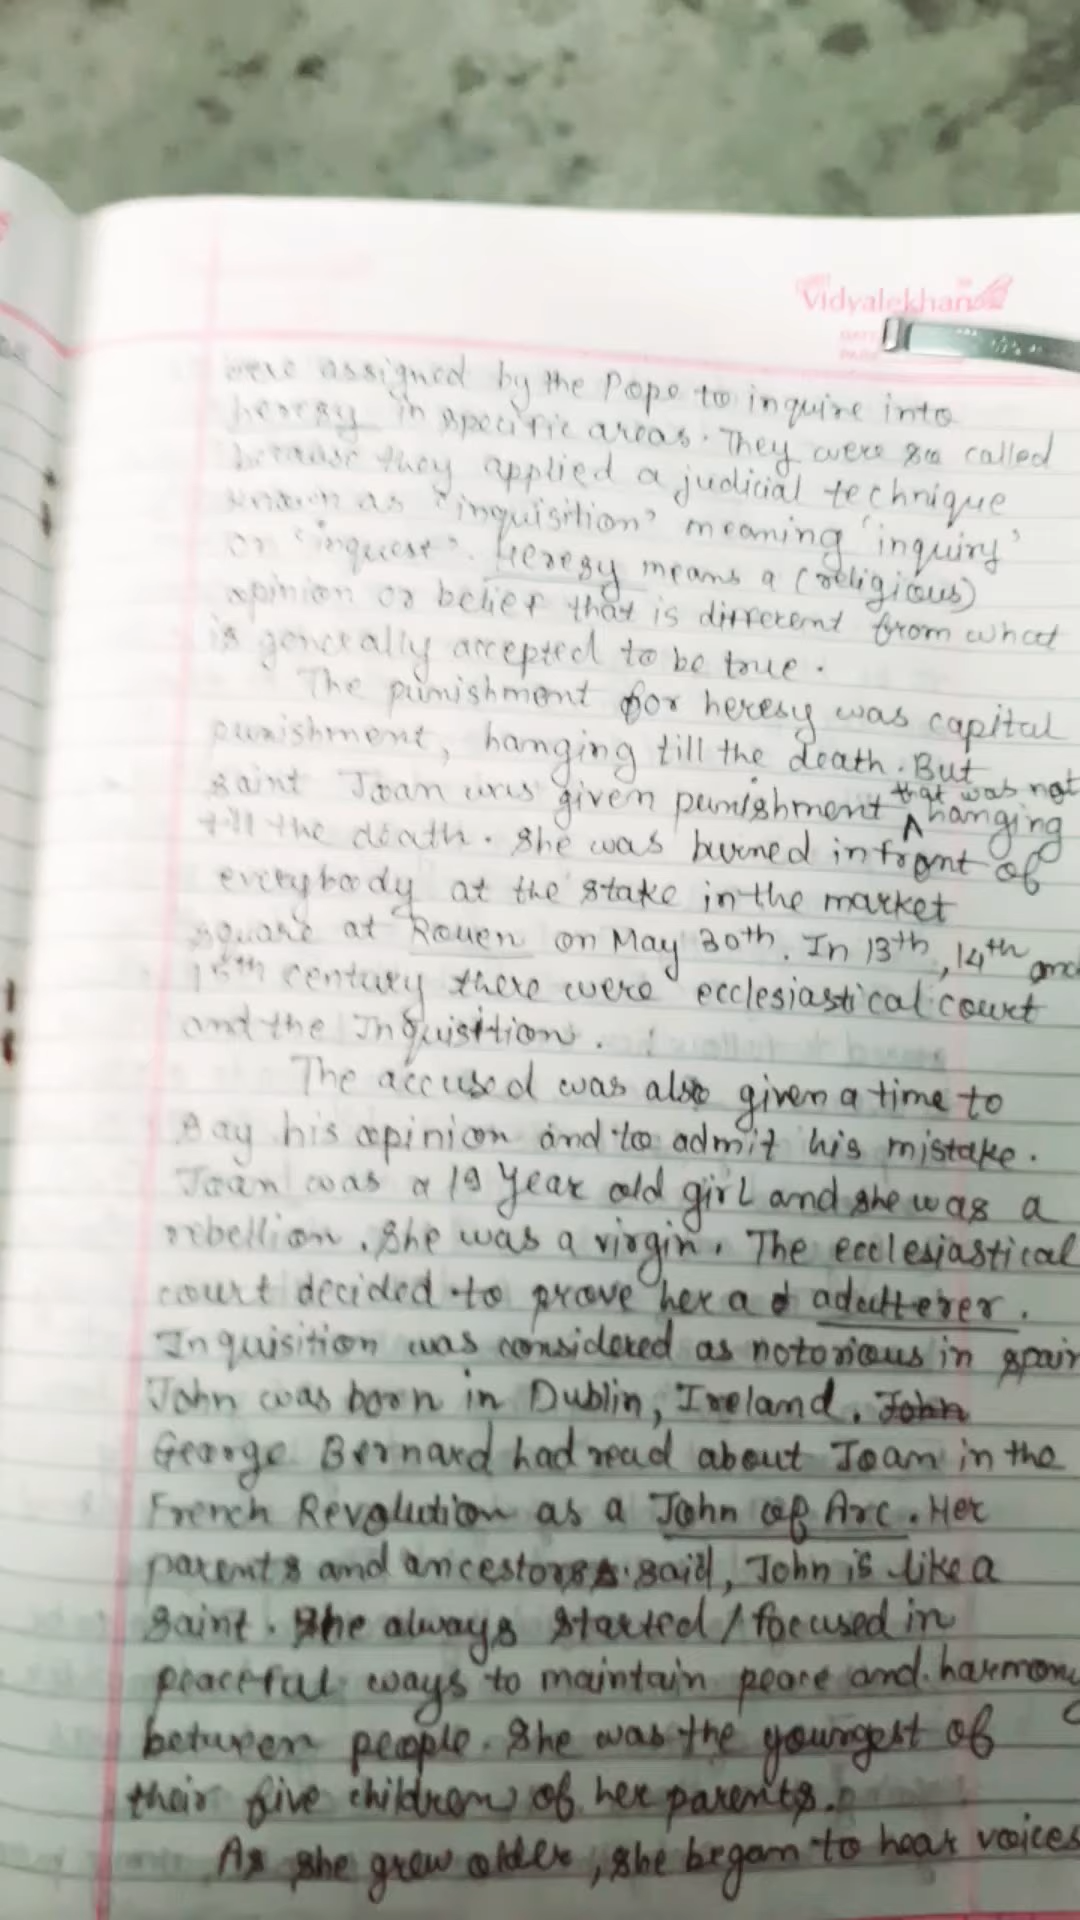 Vidyalekhan
DATE
PAGE
were assigned by the Pope to inquire into
heresy in specific areas. They were so called
because they applied a judicial technique
known as 'inquisition' meaning 'inquiry'
or 'inquest'. Heresy means a (religious)
opinion or belief that is different from what
is generally accepted to be true.
The punishment for heresy was capital
punishment, hanging till the death. But
saint Joan was given punishment that was not hanging
till the death. She was burned infront of
everybody at the stake in the market
square at Rouen on May 30th. In 13th, 14th and
15th century there were ecclesiastical court
and the Inquisition.
The accused was also given a time to
say his opinion and to admit his mistake.
Joan was a 19 Year old girl and she was a
rebellion. She was a virgin. The ecclesiastical
court decided to prove her a adulterer.
Inquisition was considered as notorious in spain
John was born in Dublin, Ireland. John
George Bernard had read about Joan in the
French Revolution as a John of Arc. Her
parents and ancestors said, John is like a
saint. She always started / focused in
peaceful ways to maintain peace and harmony
between people. She was the youngest of
their five children of her parents.
As she grew older, she began to hear voices